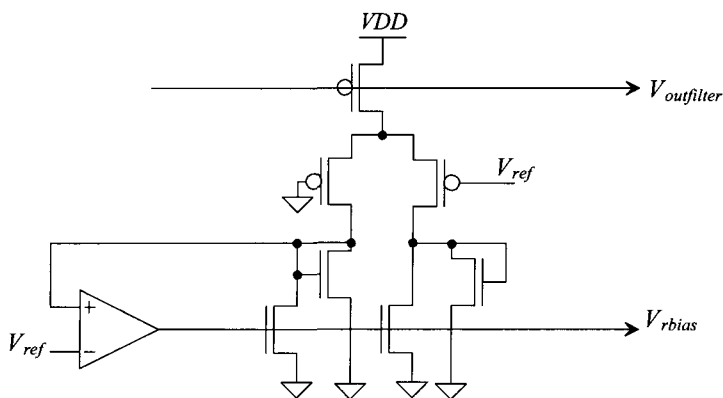 VDD
V_outfilter
V_ref
+
V_ref
−
V_rbias